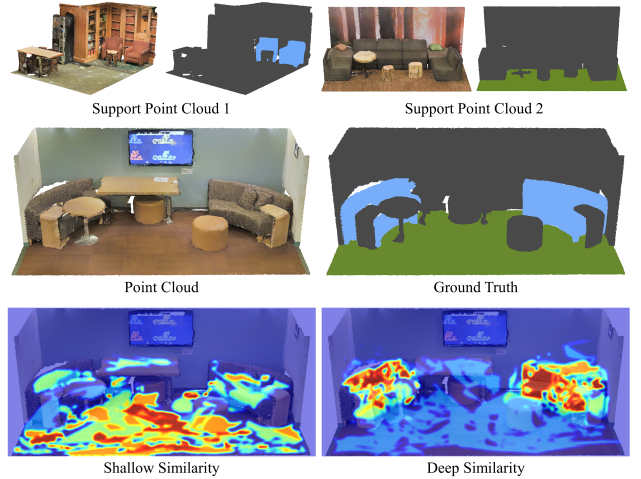 Support Point Cloud 1
Support Point Cloud 2
Point Cloud
Ground Truth
Shallow Similarity
Deep Similarity